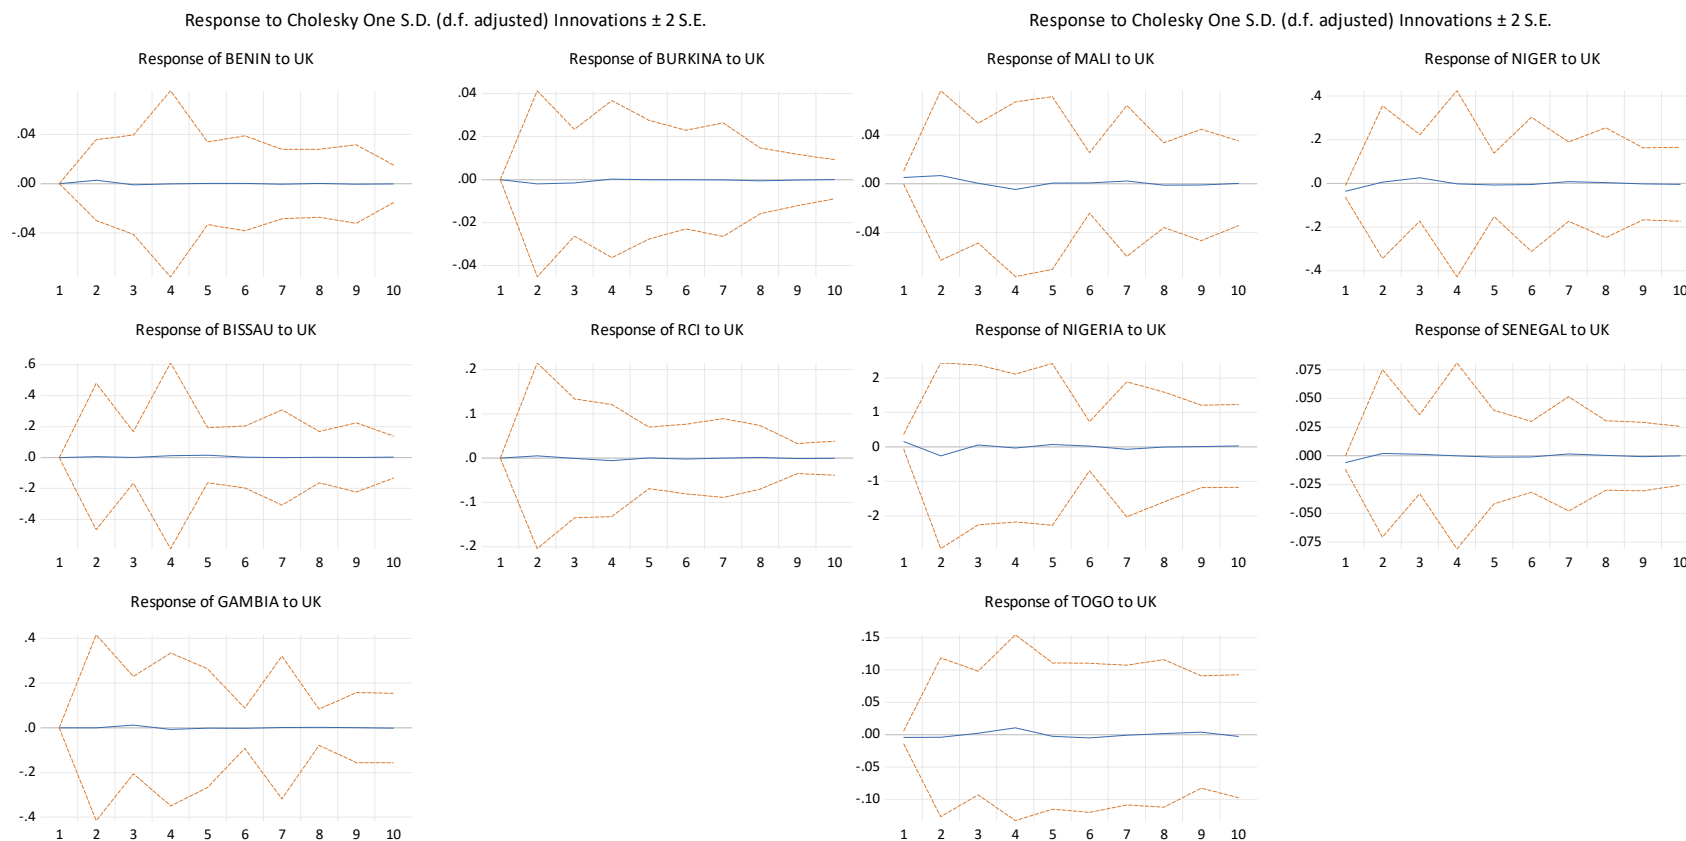 Response to Cholesky One S.D. (d.f. adjusted) Innovations ± 2 S.E.
Response of BENIN to UK
.04
.00
-.04
1 2 3 4 5 6 7 8 9 10
Response of BURKINA to UK
.04
.02
.00
-.02
-.04
1 2 3 4 5 6 7 8 9 10
Response of BISSAU to UK
.6
.4
.2
.0
-.2
-.4
1 2 3 4 5 6 7 8 9 10
Response of RCI to UK
.2
.1
.0
-.1
-.2
1 2 3 4 5 6 7 8 9 10
Response of GAMBIA to UK
.4
.2
.0
-.2
-.4
1 2 3 4 5 6 7 8 9 10
Response to Cholesky One S.D. (d.f. adjusted) Innovations ± 2 S.E.
Response of MALI to UK
.04
.00
-.04
1 2 3 4 5 6 7 8 9 10
Response of NIGER to UK
.4
.2
.0
-.2
-.4
1 2 3 4 5 6 7 8 9 10
Response of NIGERIA to UK
2
1
0
-1
-2
1 2 3 4 5 6 7 8 9 10
Response of SENEGAL to UK
.075
.050
.025
.000
-.025
-.050
-.075
1 2 3 4 5 6 7 8 9 10
Response of TOGO to UK
.15
.10
.05
.00
-.05
-.10
1 2 3 4 5 6 7 8 9 10